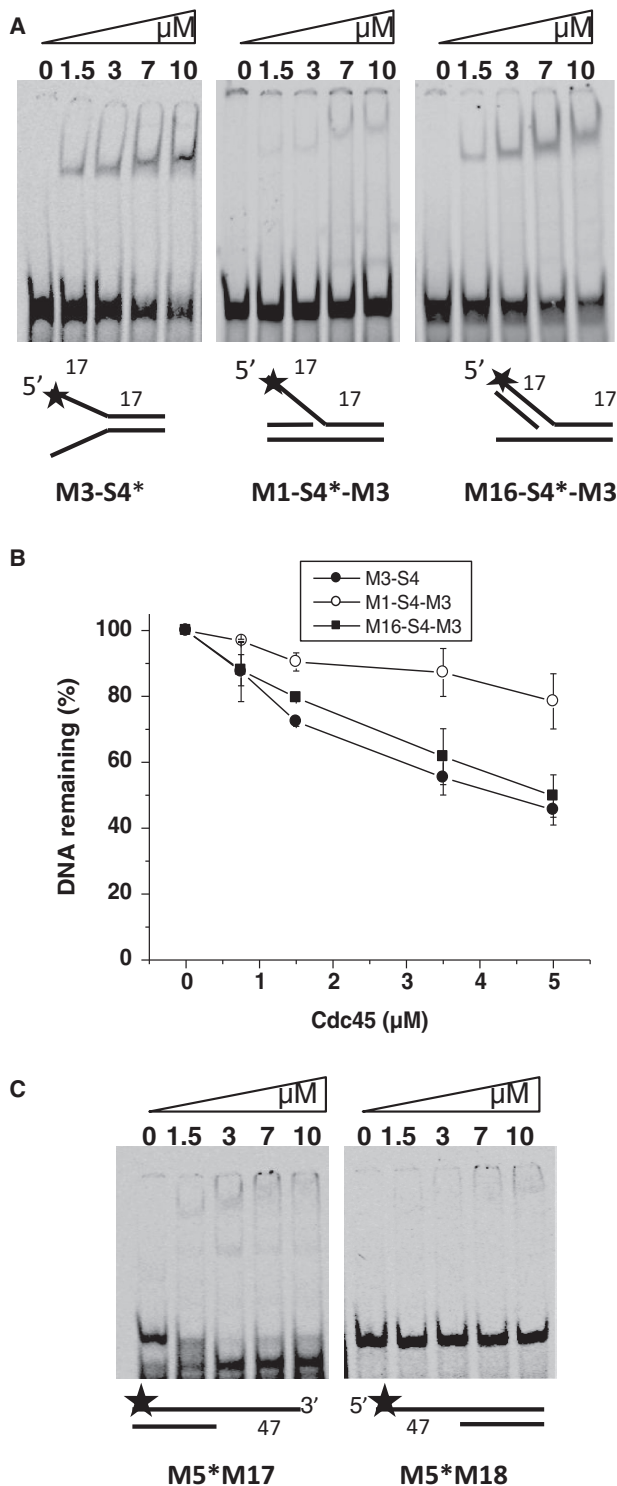 A
µM µM µM
0 1.5 3 7 10 0 1.5 3 7 10 0 1.5 3 7 10
5′ 17 17 5′ 17 17 5′ 17 17
M3-S4* M1-S4*-M3 M16-S4*-M3
B
M3-S4
M1-S4-M3
M16-S4-M3
DNA remaining (%)
100
80
60
40
20
0
0 1 2 3 4 5
Cdc45 (µM)
C
µM µM
0 1.5 3 7 10 0 1.5 3 7 10
3′ 5′
47 47
M5*M17 M5*M18